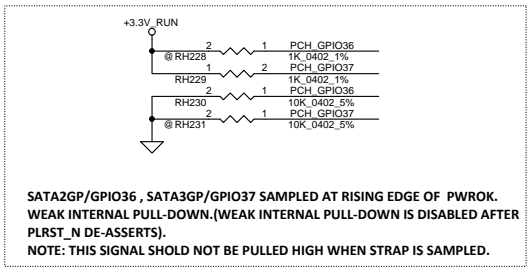 +3.3V_RUN
2 1 PCH_GPIO36
@ RH228 1K_0402_1%
1 2 PCH_GPIO37
RH229 1K_0402_1%
2 1 PCH_GPIO36
RH230 10K_0402_5%
2 1 PCH_GPIO37
@ RH231 10K_0402_5%
SATA2GP/GPIO36 , SATA3GP/GPIO37 SAMPLED AT RISING EDGE OF PWROK.
WEAK INTERNAL PULL-DOWN.(WEAK INTERNAL PULL-DOWN IS DISABLED AFTER
PLRST_N DE-ASSERTS).
NOTE: THIS SIGNAL SHOLD NOT BE PULLED HIGH WHEN STRAP IS SAMPLED.